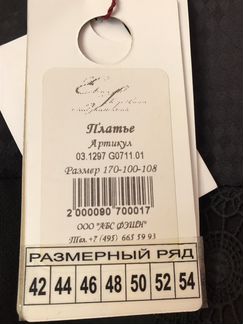 Платье
Артикул
03.1297 G0711.01
Размер 170-100-108
2 000090 700017
ООО "АБС ФЭШН"
Тел. +7 (495) 665 59 93
РАЗМЕРНЫЙ РЯД
42 44 46 48 50 52 54